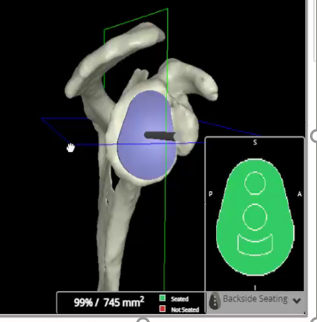 S
P A
I
99% / 745 mm²
Seated
Not Seated
Backside Seating